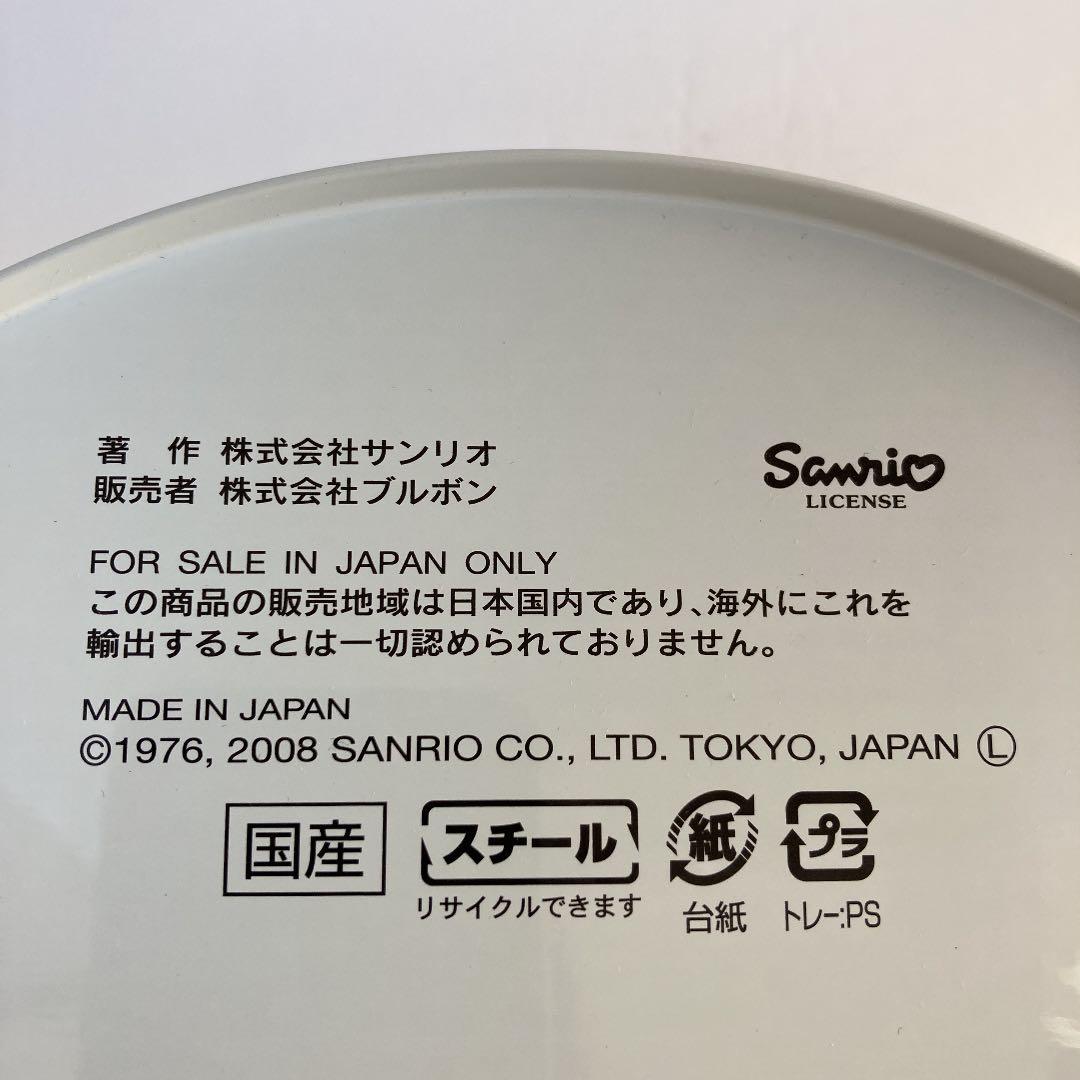 著　作 株式会社サンリオ
販売者 株式会社ブルボン
Sanrio
LICENSE
FOR SALE IN JAPAN ONLY
この商品の販売地域は日本国内であり、海外にこれを
輸出することは一切認められておりません。
MADE IN JAPAN
©1976, 2008 SANRIO CO., LTD. TOKYO, JAPAN Ⓛ
国産
スチール
リサイクルできます
紙
台紙
プラ
トレー:PS